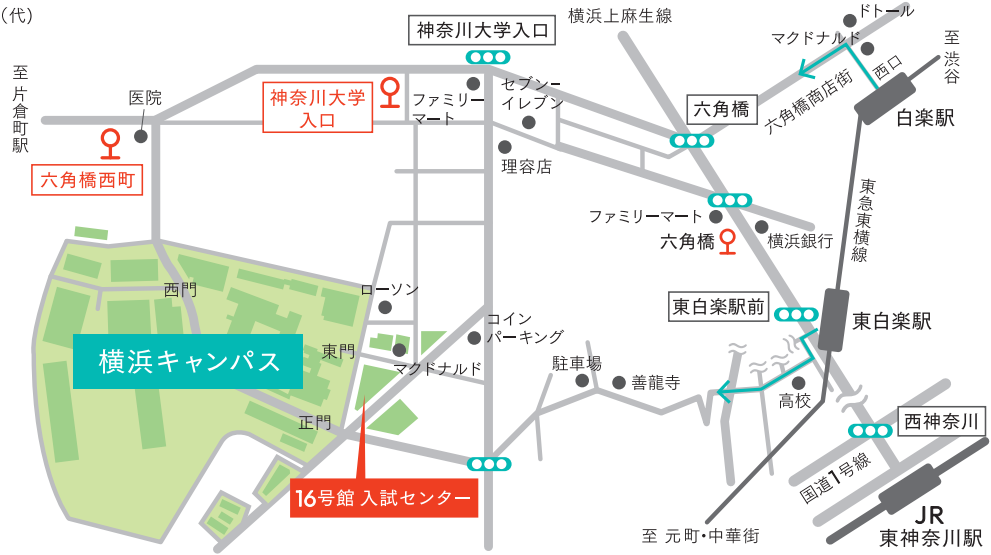 (代)
神奈川大学入口
横浜上麻生線
ドトール
マクドナルド
至
渋
谷
西口
六角橋商店街
白楽駅
至
片
倉
町
駅
医院
神奈川大学
入口
ファミリー
マート
セブン-
イレブン
六角橋
六角橋西町
理容店
東
急
東
横
線
ファミリーマート
六角橋
横浜銀行
西門
ローソン
東白楽駅前
東白楽駅
コイン
パーキング
横浜キャンパス
東門
マクドナルド
駐車場
善龍寺
高校
正門
西神奈川
国道1号線
16号館 入試センター
JR
東神奈川駅
至 元町・中華街